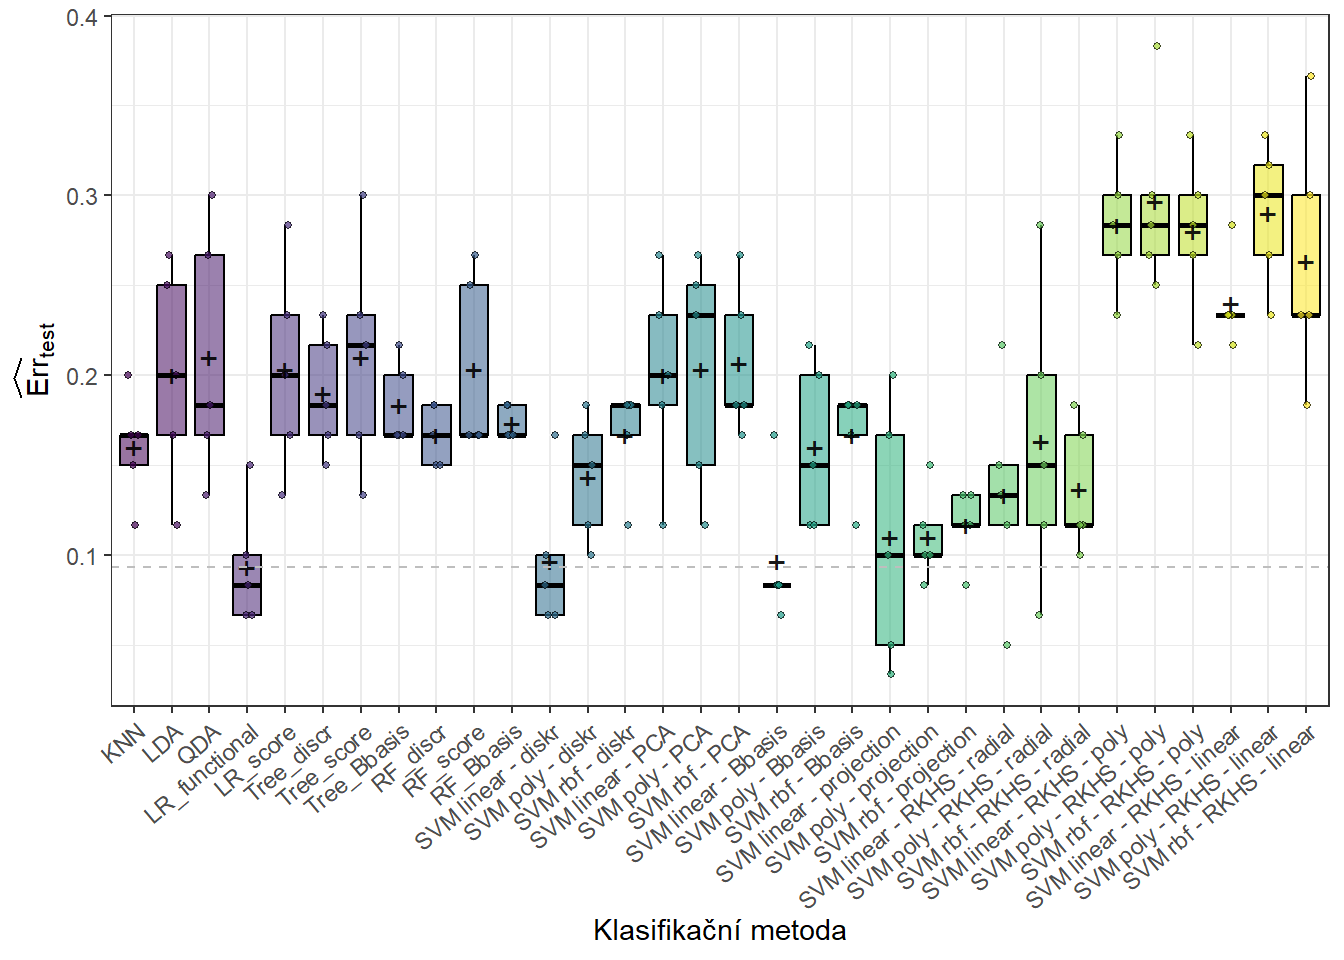 0.4
0.3
0.2
0.1
Err test
KNN
LDA
QDA
LR_functional
LR_score
Tree_discr
Tree_score
Tree_Bbasis
RF_discr
RF_score
RF_Bbasis
SVM linear - diskr
SVM poly - diskr
SVM rbf - diskr
SVM linear - PCA
SVM poly - PCA
SVM rbf - PCA
SVM linear - Bbasis
SVM poly - Bbasis
SVM rbf - Bbasis
SVM linear - projection
SVM poly - projection
SVM rbf - projection
SVM linear - RKHS - radial
SVM poly - RKHS - radial
SVM rbf - RKHS - radial
SVM linear - RKHS - poly
SVM poly - RKHS - poly
SVM rbf - RKHS - poly
SVM linear - RKHS - linear
SVM poly - RKHS - linear
SVM rbf - RKHS - linear
Klasifikační metoda